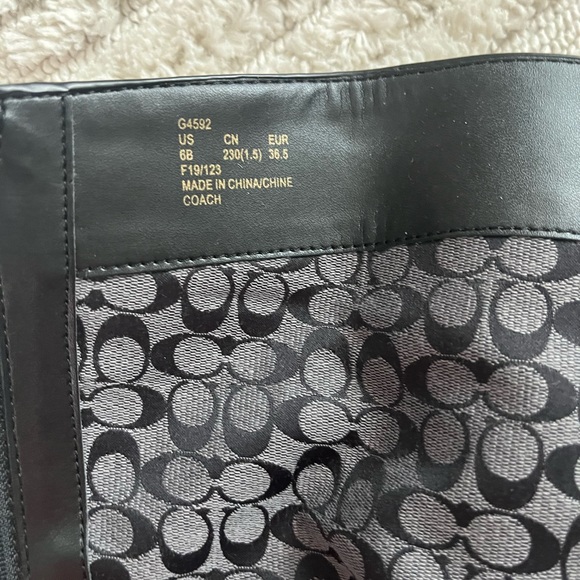 G4592
US CN EUR
6B 230(1.5) 36.5
F19/123
MADE IN CHINA/CHINE
COACH